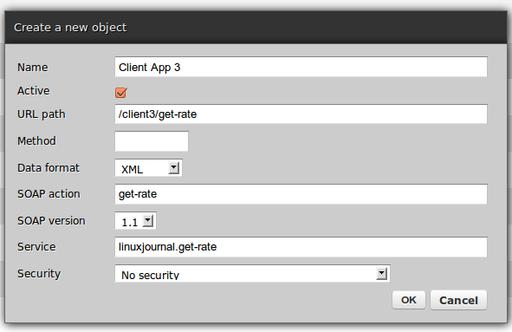 Create a new object
Name Client App 3
Active
URL path /client3/get-rate
Method
Data format XML
SOAP action get-rate
SOAP version 1.1
Service linuxjournal.get-rate
Security No security
OK Cancel